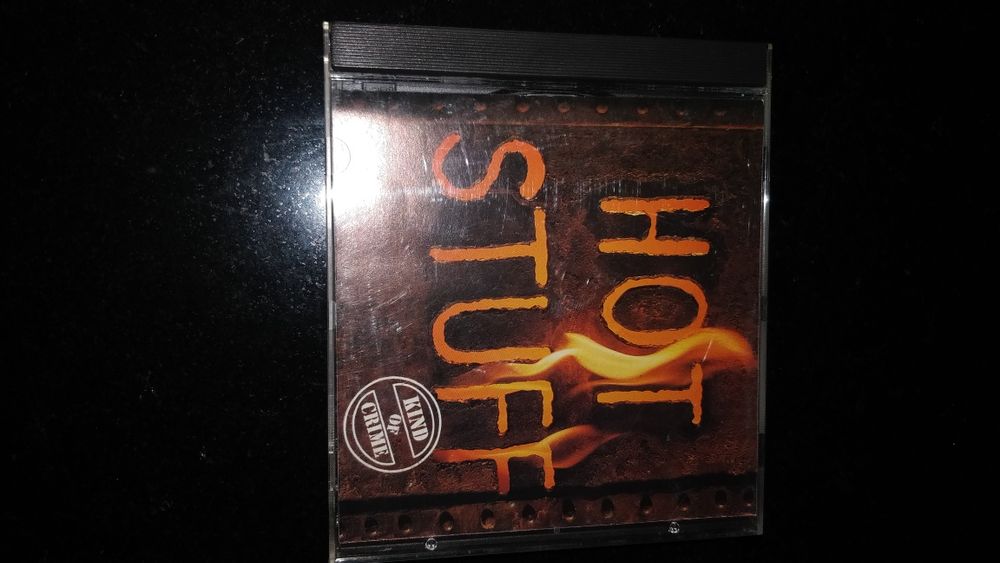 HOT
STUFF
KIND
OF
CRIME